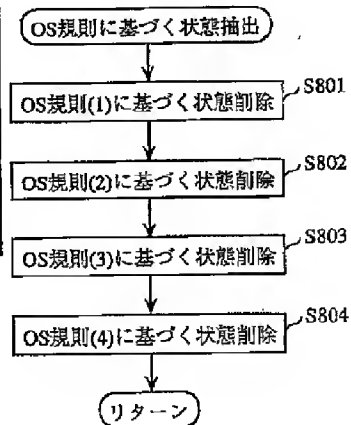 OS規則に基づく状態抽出
S801
OS規則(1)に基づく状態削除
S802
OS規則(2)に基づく状態削除
S803
OS規則(3)に基づく状態削除
S804
OS規則(4)に基づく状態削除
リターン